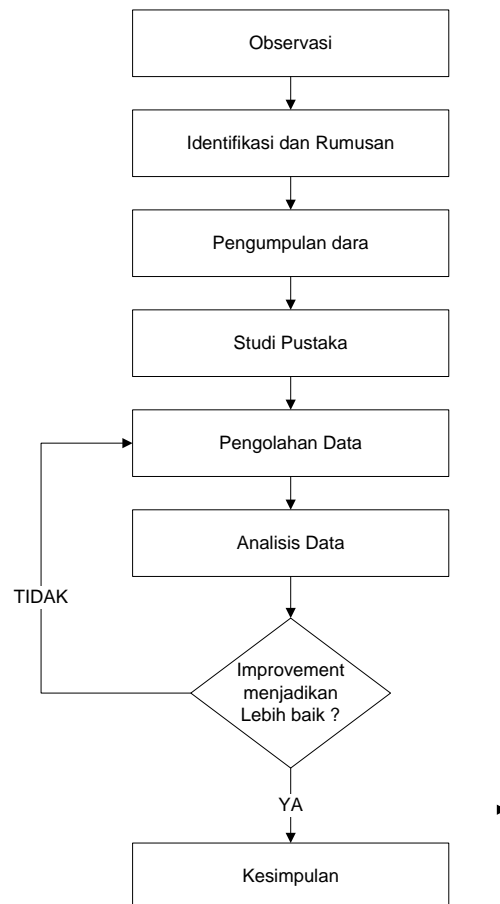 Observasi
Identifikasi dan Rumusan
Pengumpulan dara
Studi Pustaka
Pengolahan Data
Analisis Data
TIDAK
Improvement
menjadikan
Lebih baik ?
YA
Kesimpulan